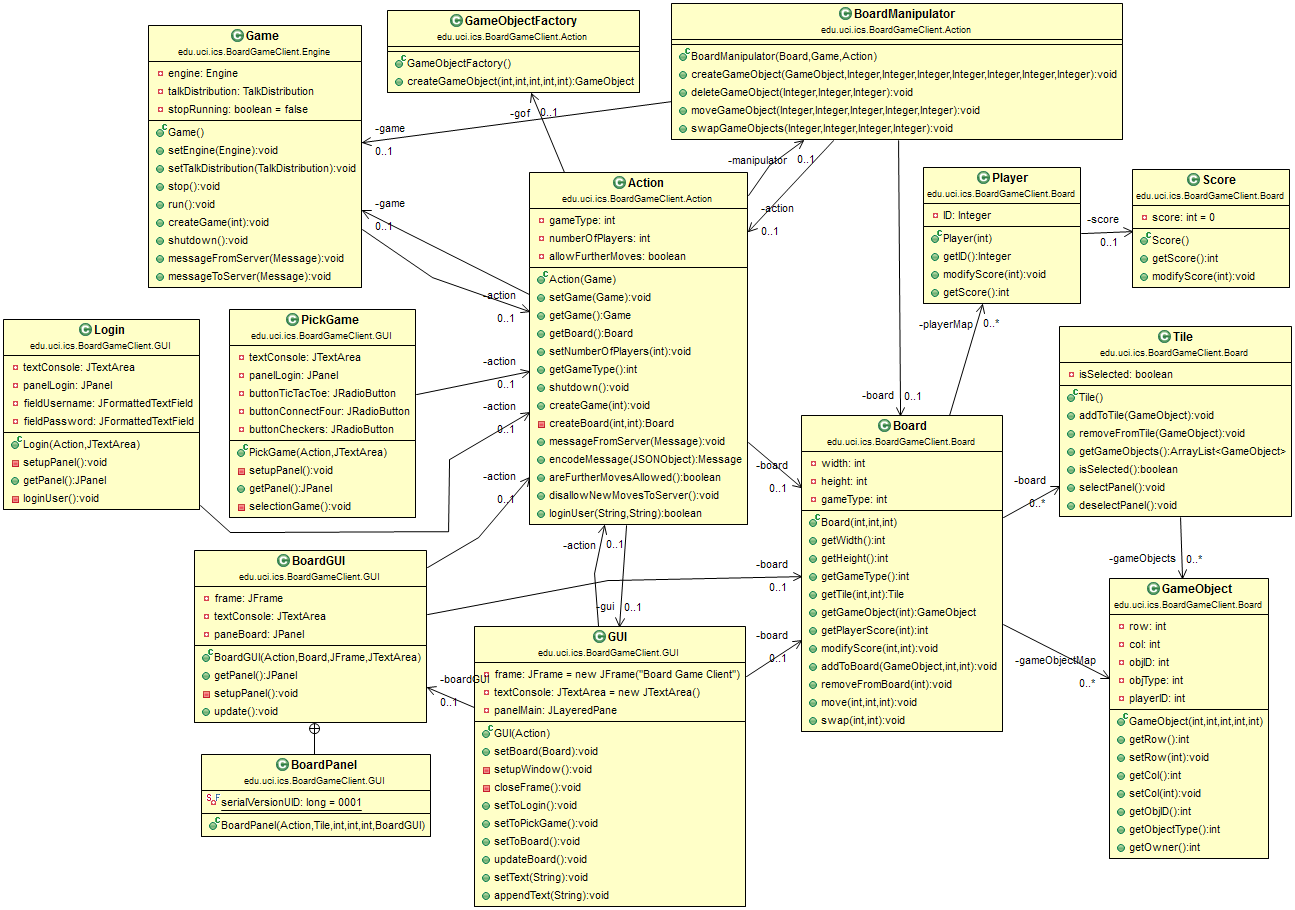 Game
edu.uci.ics.BoardGameClient.Engine
engine: Engine
talkDistribution: TalkDistribution
stopRunning: boolean = false
Game()
setEngine(Engine):void
setTalkDistribution(TalkDistribution):void
stop():void
run():void
createGame(int):void
shutdown():void
messageFromServer(Message):void
messageToServer(Message):void
GameObjectFactory
edu.uci.ics.BoardGameClient.Action
GameObjectFactory()
createGameObject(int,int,int,int,int):GameObject
BoardManipulator
edu.uci.ics.BoardGameClient.Action
BoardManipulator(Board,Game,Action)
createGameObject(GameObject,Integer,Integer,Integer,Integer,Integer,Integer,Integer):void
deleteGameObject(Integer,Integer,Integer):void
moveGameObject(Integer,Integer,Integer,Integer,Integer):void
swapGameObjects(Integer,Integer,Integer,Integer):void
-game
0..1
-gof
0..1
-manipulator
0..1
-action
0..1
-game
0..1
-action
0..1
Action
edu.uci.ics.BoardGameClient.Action
gameType: int
numberOfPlayers: int
allowFurtherMoves: boolean
Action(Game)
setGame(Game):void
getGame():Game
getBoard():Board
setNumberOfPlayers(int):void
getGameType():int
shutdown():void
createGame(int):void
createBoard(int,int):Board
messageFromServer(Message):void
encodeMessage(JSONObject):Message
areFurtherMovesAllowed():boolean
disallowNewMovesToServer():void
loginUser(String,String):boolean
Player
edu.uci.ics.BoardGameClient.Board
ID: Integer
Player(int)
getID():Integer
modifyScore(int):void
getScore():int
-score
0..1
Score
edu.uci.ics.BoardGameClient.Board
score: int = 0
Score()
getScore():int
modifyScore(int):void
-playerMap
0..*
-board
0..1
Login
edu.uci.ics.BoardGameClient.GUI
textConsole: JTextArea
panelLogin: JPanel
fieldUsername: JFormattedTextField
fieldPassword: JFormattedTextField
Login(Action,JTextArea)
setupPanel():void
getPanel():JPanel
loginUser():void
PickGame
edu.uci.ics.BoardGameClient.GUI
textConsole: JTextArea
panelLogin: JPanel
buttonTicTacToe: JRadioButton
buttonConnectFour: JRadioButton
buttonCheckers: JRadioButton
PickGame(Action,JTextArea)
setupPanel():void
getPanel():JPanel
selectionGame():void
-action
0..1
-action
0..1
-action
0..1
Tile
edu.uci.ics.BoardGameClient.Board
isSelected: boolean
Tile()
addToTile(GameObject):void
removeFromTile(GameObject):void
getGameObjects():ArrayList<GameObject>
isSelected():boolean
selectPanel():void
deselectPanel():void
Board
edu.uci.ics.BoardGameClient.Board
width: int
height: int
gameType: int
Board(int,int,int)
getWidth():int
getHeight():int
getGameType():int
getTile(int,int):Tile
getGameObject(int):GameObject
getPlayerScore(int):int
modifyScore(int,int):void
addToBoard(GameObject,int,int):void
removeFromBoard(int):void
move(int,int,int):void
swap(int,int):void
-board
0..1
-board
0..*
-gameObjects
0..*
-board
0..1
-board
0..1
-gameObjectMap
0..*
-action
0..1
-gui
0..1
-boardGUI
0..1
BoardGUI
edu.uci.ics.BoardGameClient.GUI
frame: JFrame
textConsole: JTextArea
paneBoard: JPanel
BoardGUI(Action,Board,JFrame,JTextArea)
getPanel():JPanel
setupPanel():void
update():void
GameObject
edu.uci.ics.BoardGameClient.Board
row: int
col: int
objID: int
objType: int
playerID: int
GameObject(int,int,int,int,int)
getRow():int
setRow(int):void
getCol():int
setCol(int):void
getObjID():int
getObjectType():int
getOwner():int
GUI
edu.uci.ics.BoardGameClient.GUI
frame: JFrame = new JFrame("Board Game Client")
textConsole: JTextArea = new JTextArea()
panelMain: JLayeredPane
GUI(Action)
setBoard(Board):void
setupWindow():void
closeFrame():void
setToLogin():void
setToPickGame():void
setToBoard():void
updateBoard():void
setText(String):void
appendText(String):void
BoardPanel
edu.uci.ics.BoardGameClient.GUI
serialVersionUID: long = 0001
BoardPanel(Action,Tile,int,int,int,BoardGUI)